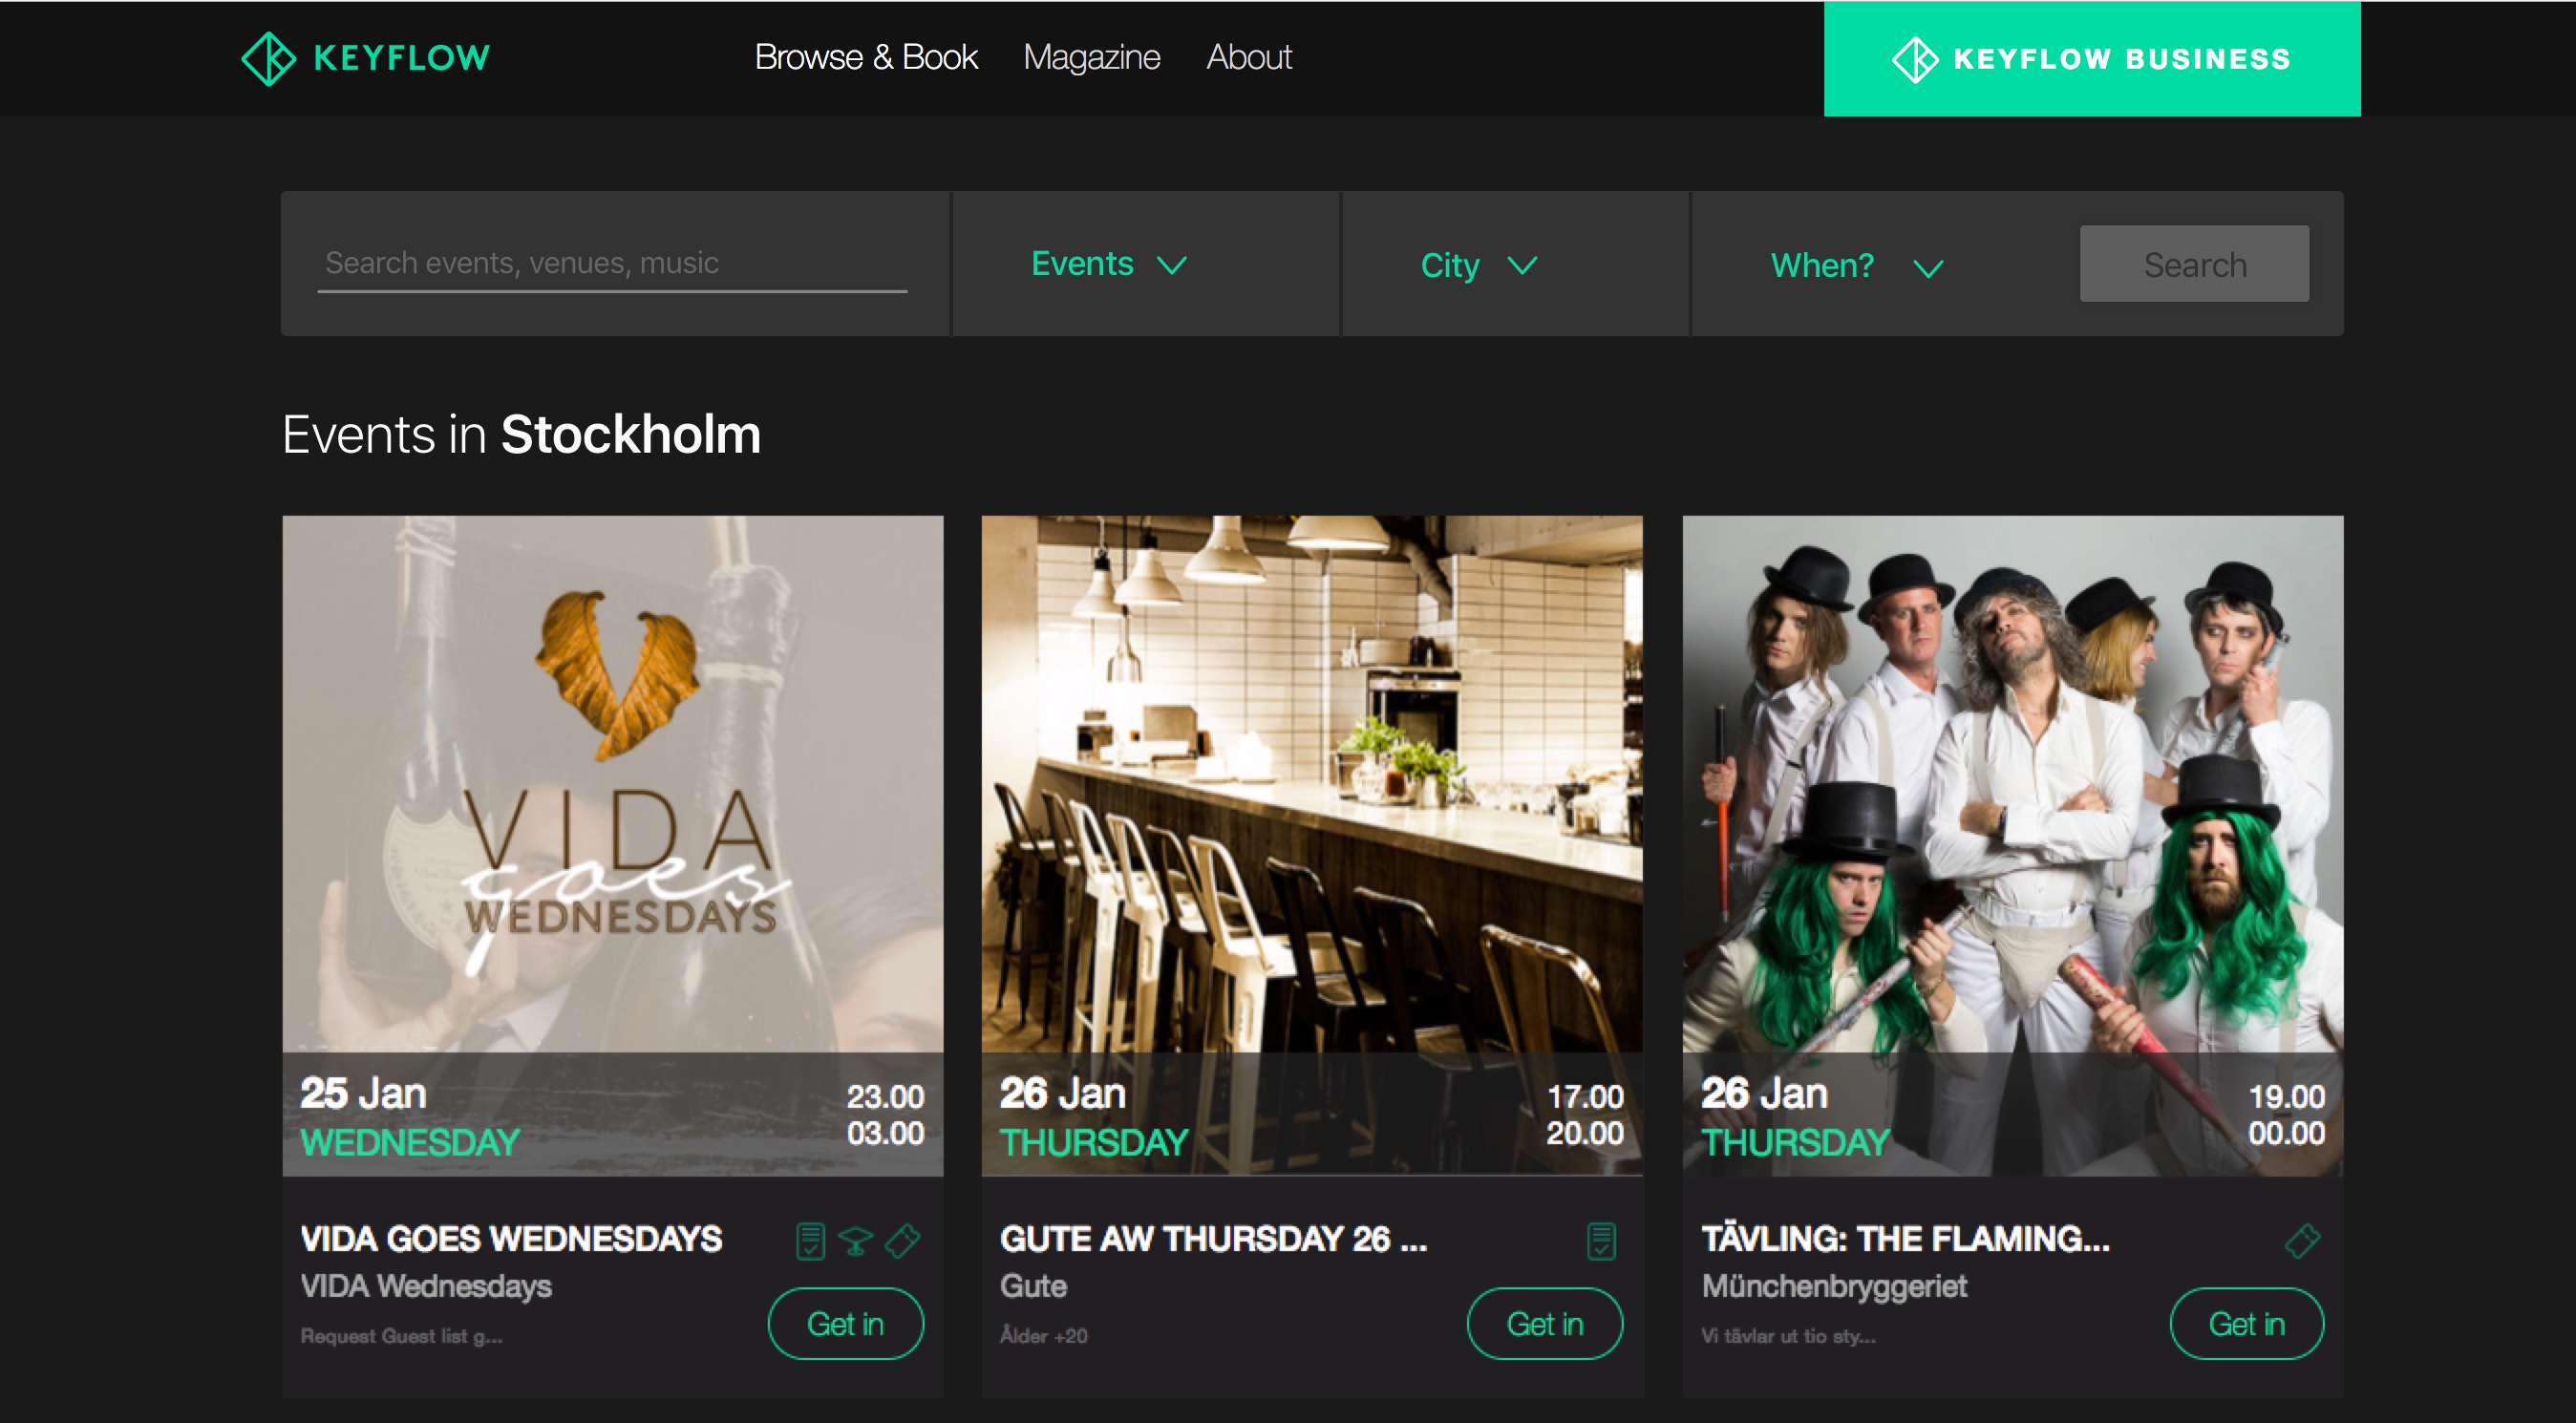 KEYFLOW
Browse & Book
Magazine
About
KEYFLOW BUSINESS
Search events, venues, music
Events
City
When?
Search
Events in Stockholm
VIDA
goes
WEDNESDAYS
25 Jan
WEDNESDAY
23.00
03.00
VIDA GOES WEDNESDAYS
VIDA Wednesdays
Request Guest list g...
Get in
26 Jan
THURSDAY
17.00
20.00
GUTE AW THURSDAY 26 ...
Gute
Ålder +20
Get in
26 Jan
THURSDAY
19.00
00.00
TÄVLING: THE FLAMING...
Münchenbryggeriet
Vi tävlar ut tio sty...
Get in